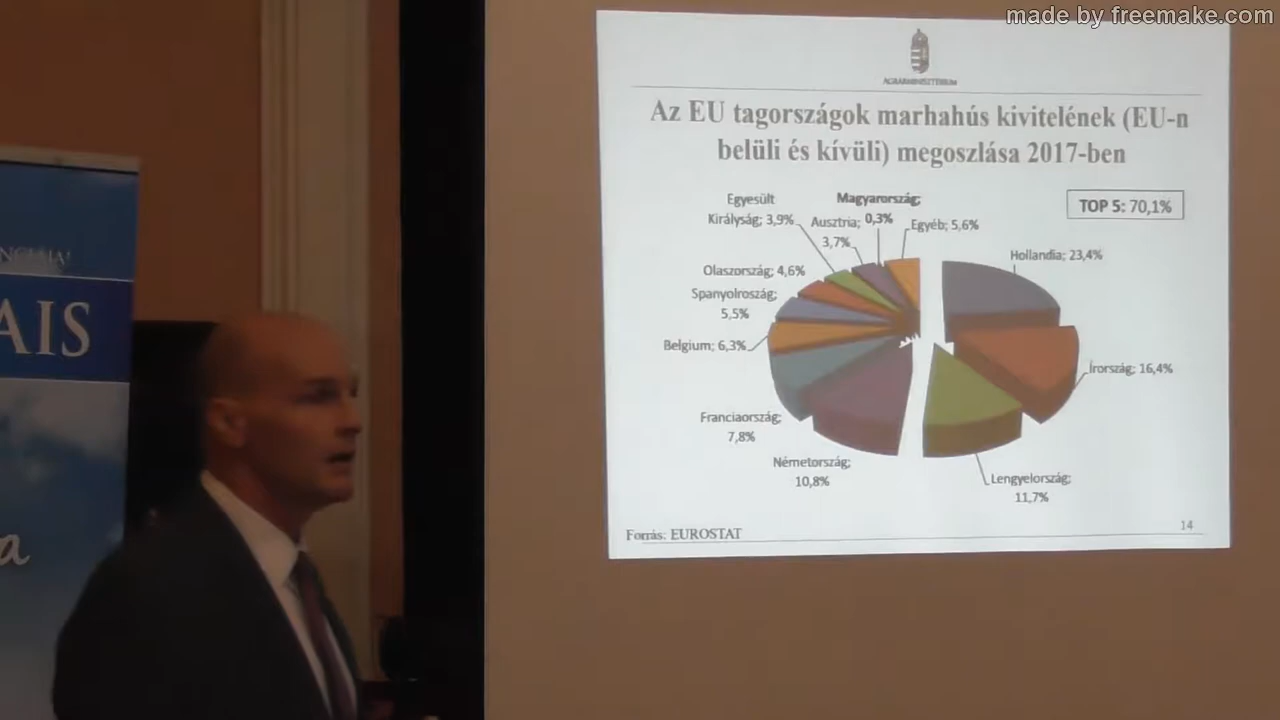 made by freemake.com
AGRÁRMINISZTÉRIUM
Az EU tagországok marhahús kivitelének (EU-n
belüli és kívüli) megoszlása 2017-ben
TOP 5: 70,1%
Egyesült
Királyság; 3,9%
Ausztria;
3,7%
Magyarország;
0,3%
Egyéb; 5,6%
Hollandia; 23,4%
Olaszország; 4,6%
Spanyolroszág;
5,5%
Belgium; 6,3%
Írország; 16,4%
Franciaország;
7,8%
Németország;
10,8%
Lengyelország;
11,7%
Forrás: EUROSTAT
14
AIS
a